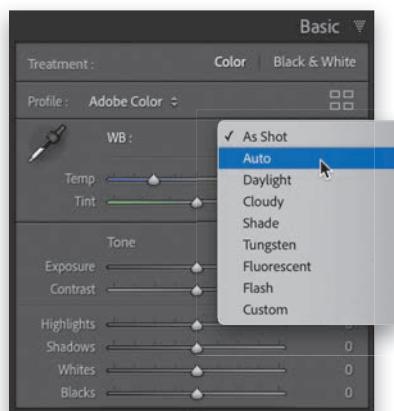 Basic
Treatment : Color Black & White
Profile : Adobe Color
WB :
✓ As Shot
Auto
Daylight
Cloudy
Shade
Tungsten
Fluorescent
Flash
Custom
Temp
Tint
Tone
Exposure
Contrast
Highlights 0
Shadows 0
Whites 0
Blacks 0